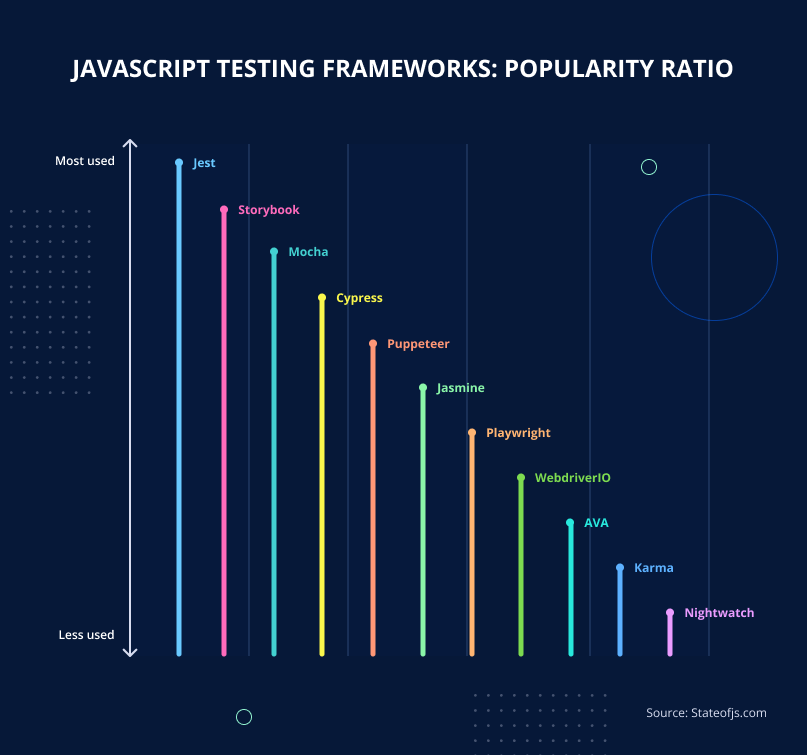 JAVASCRIPT TESTING FRAMEWORKS: POPULARITY RATIO
Most used
Jest
Storybook
Mocha
Cypress
Puppeteer
Jasmine
Playwright
WebdriverIO
AVA
Karma
Nightwatch
Less used
Source: Stateofjs.com